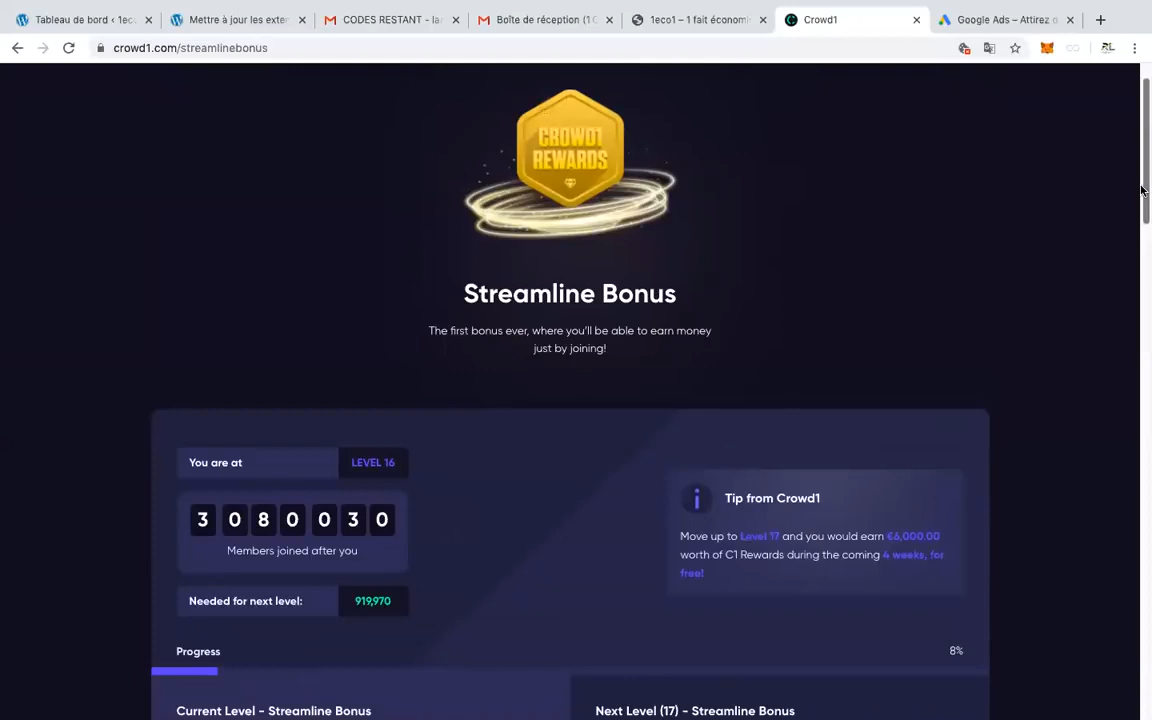 Tableau de bord ‹ 1ec
Mettre à jour les exter
CODES RESTANT - la
Boîte de réception (1
1eco1 – 1 fait économi
Crowd1
Google Ads – Attirez
crowd1.com/streamlinebonus
CROWD1
REWARDS
Streamline Bonus
The first bonus ever, where you'll be able to earn money
just by joining!
You are at
LEVEL 16
3 0 8 0 0 3 0
Members joined after you
Needed for next level:
919,970
Tip from Crowd1
Move up to Level 17 and you would earn €6,000.00
worth of C1 Rewards during the coming 4 weeks, for
free!
Progress
8%
Current Level - Streamline Bonus
Next Level (17) - Streamline Bonus